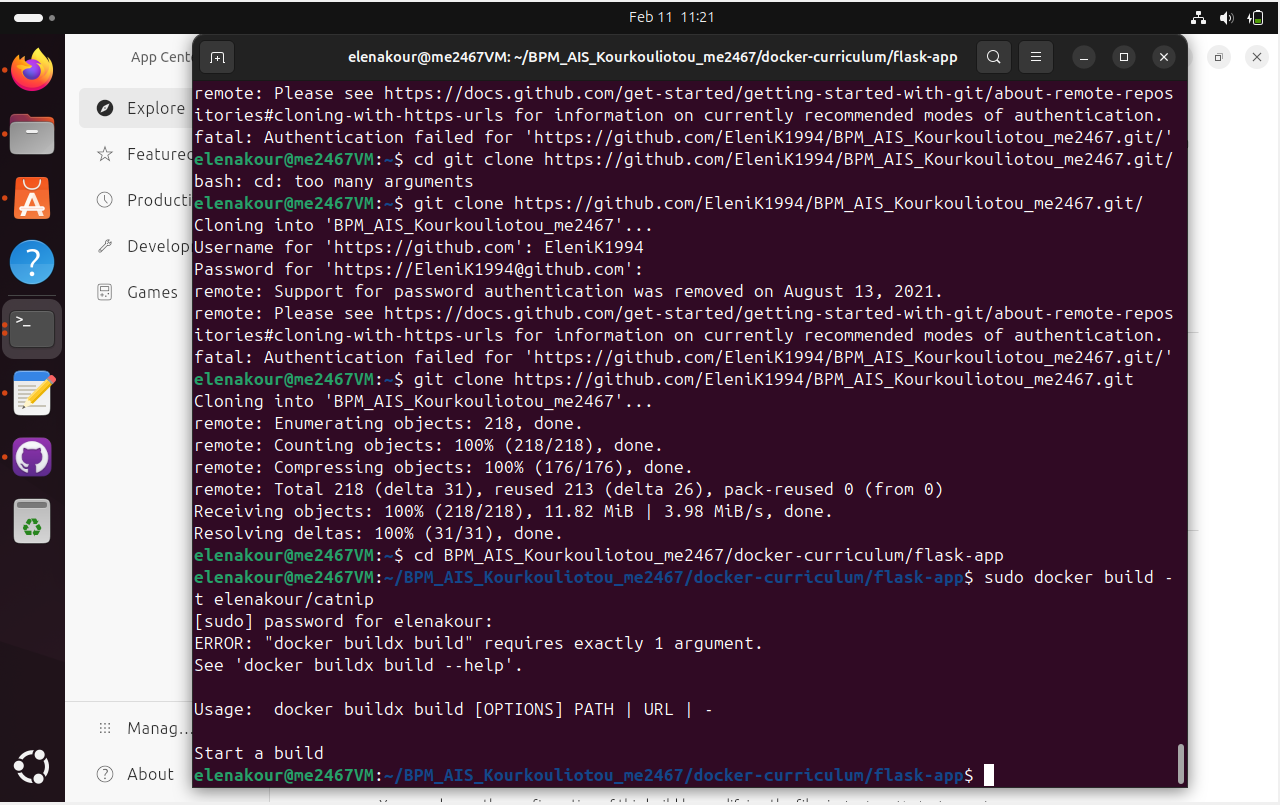 Feb 11 11:21
App Cent
elenakour@me2467VM: ~/BPM_AIS_Kourkouliotou_me2467/docker-curriculum/flask-app
Explore
Featured
Producti
Develop
Games
Manag...
About
remote: Please see https://docs.github.com/get-started/getting-started-with-git/about-remote-repos
itories#cloning-with-https-urls for information on currently recommended modes of authentication.
fatal: Authentication failed for 'https://github.com/EleniK1994/BPM_AIS_Kourkouliotou_me2467.git/'
elenakour@me2467VM:~$ cd git clone https://github.com/EleniK1994/BPM_AIS_Kourkouliotou_me2467.git/
bash: cd: too many arguments
elenakour@me2467VM:~$ git clone https://github.com/EleniK1994/BPM_AIS_Kourkouliotou_me2467.git/
Cloning into 'BPM_AIS_Kourkouliotou_me2467'...
Username for 'https://github.com': EleniK1994
Password for 'https://EleniK1994@github.com':
remote: Support for password authentication was removed on August 13, 2021.
remote: Please see https://docs.github.com/get-started/getting-started-with-git/about-remote-repos
itories#cloning-with-https-urls for information on currently recommended modes of authentication.
fatal: Authentication failed for 'https://github.com/EleniK1994/BPM_AIS_Kourkouliotou_me2467.git/'
elenakour@me2467VM:~$ git clone https://github.com/EleniK1994/BPM_AIS_Kourkouliotou_me2467.git
Cloning into 'BPM_AIS_Kourkouliotou_me2467'...
remote: Enumerating objects: 218, done.
remote: Counting objects: 100% (218/218), done.
remote: Compressing objects: 100% (176/176), done.
remote: Total 218 (delta 31), reused 213 (delta 26), pack-reused 0 (from 0)
Receiving objects: 100% (218/218), 11.82 MiB | 3.98 MiB/s, done.
Resolving deltas: 100% (31/31), done.
elenakour@me2467VM:~$ cd BPM_AIS_Kourkouliotou_me2467/docker-curriculum/flask-app
elenakour@me2467VM:~/BPM_AIS_Kourkouliotou_me2467/docker-curriculum/flask-app$ sudo docker build -
t elenakour/catnip
[sudo] password for elenakour:
ERROR: "docker buildx build" requires exactly 1 argument.
See 'docker buildx build --help'.
Usage:  docker buildx build [OPTIONS] PATH | URL | -
Start a build
elenakour@me2467VM:~/BPM_AIS_Kourkouliotou_me2467/docker-curriculum/flask-app$